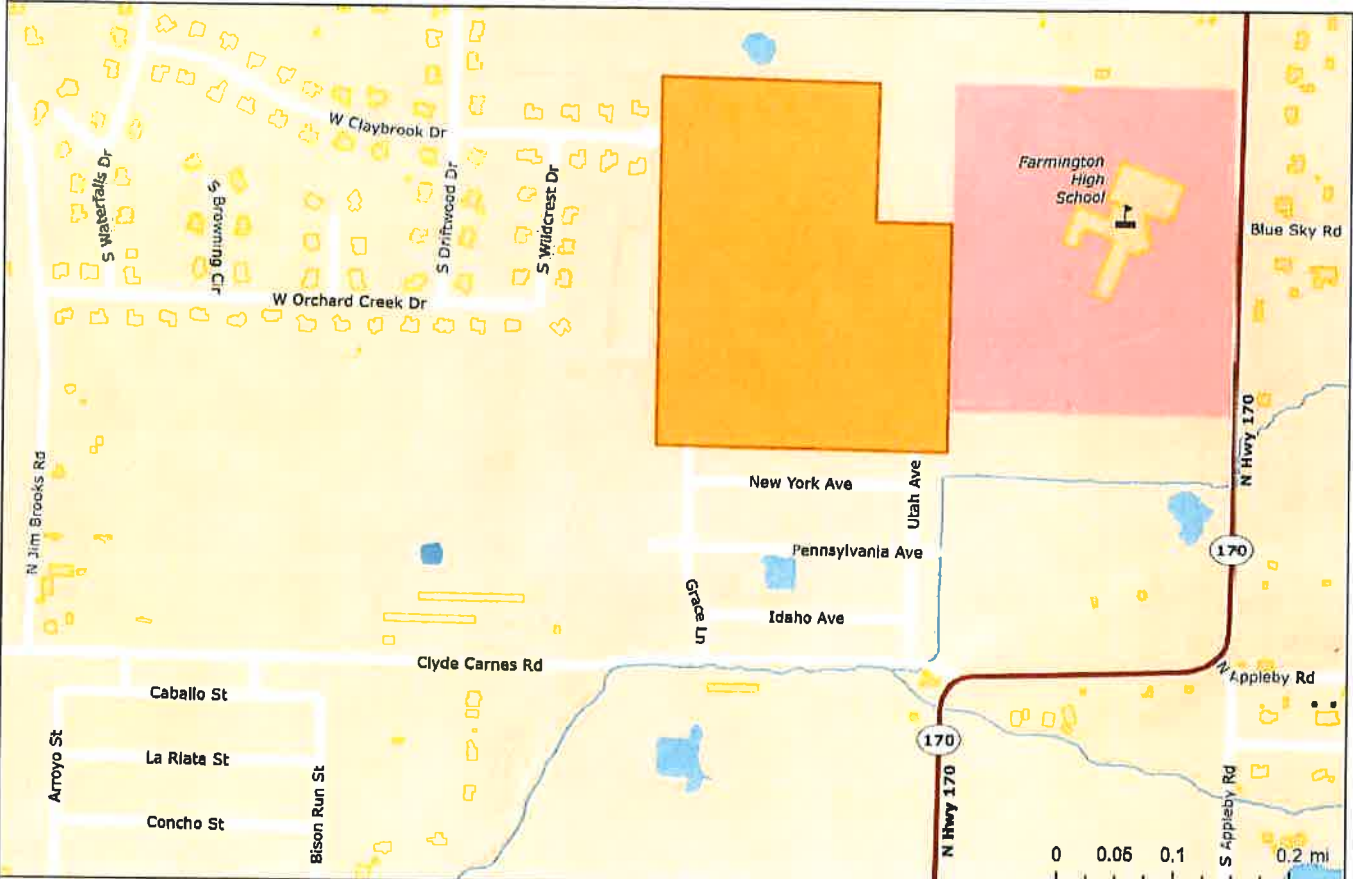 W Claybrook Dr
S Waterfalls Dr
S Browning Cir
S Driftwood Dr
S Wildcrest Dr
W Orchard Creek Dr
Farmington
High
School
Blue Sky Rd
N Jim Brooks Rd
N Hwy 170
New York Ave
Utah Ave
Pennsylvania Ave
170
Grace Ln
Idaho Ave
Clyde Carnes Rd
N Appleby Rd
Caballo St
Arroyo St
La Riata St
Bison Run St
Concho St
170
N Hwy 170
S Appleby Rd
0 0.05 0.1 0.2 mi